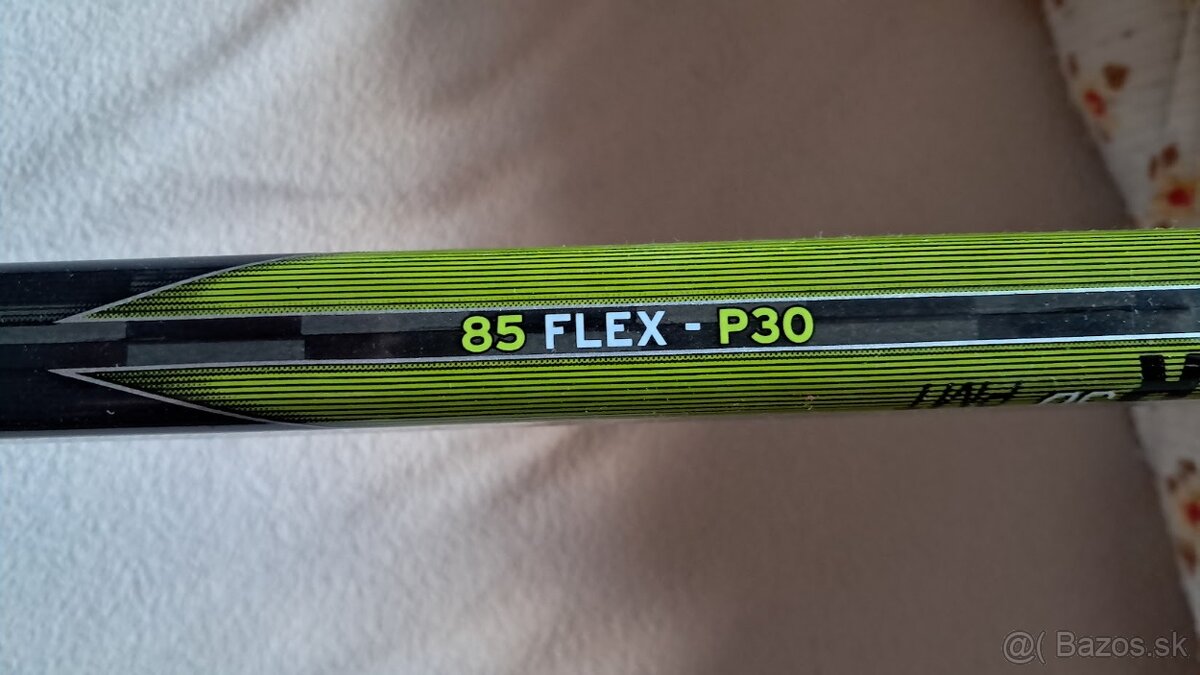 85 FLEX - P30
@( Bazos.sk